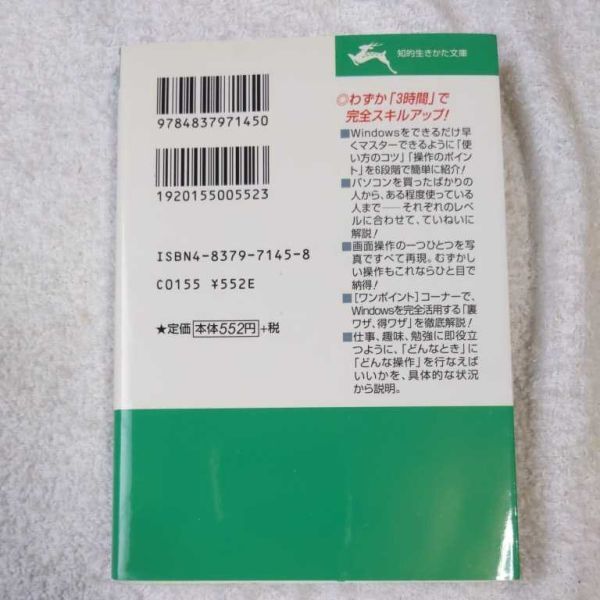 知的生きかた文庫
9784837971450
1920155005523
ISBN4-8379-7145-8
C0155 ¥552E
★定価 本体552円+税
◎わずか「3時間」で
完全スキルアップ!
■Windowsをできるだけ早
くマスターできるように「使
い方のコツ」「操作のポイン
ト」を6段階で簡単に紹介!
■パソコンを買ったばかりの
人から、ある程度使っている
人まで――それぞれのレベ
ルに合わせて、ていねいに
解説!
■画面操作の一つひとつを写
真ですべて再現。むずかし
い操作もこれならひと目で
納得!
■[ワンポイント]コーナーで、
Windowsを完全活用する「裏
ワザ、得ワザ」を徹底解説!
■仕事、趣味、勉強に即役立
つように、「どんなとき」に
「どんな操作」を行なえば
いいかを、具体的な状況
から説明。